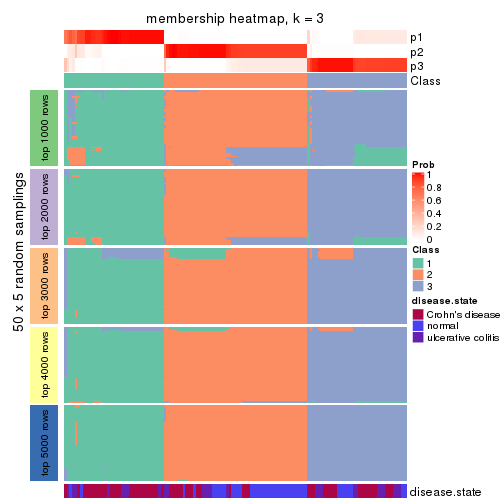 membership heatmap, k = 3
p1
p2
p3
Class
50 x 5 random samplings
top 1000 rows
top 2000 rows
top 3000 rows
top 4000 rows
top 5000 rows
Prob
1
0.8
0.6
0.4
0.2
0
Class
1
2
3
disease.state
Crohn's disease
normal
ulcerative colitis
disease.state